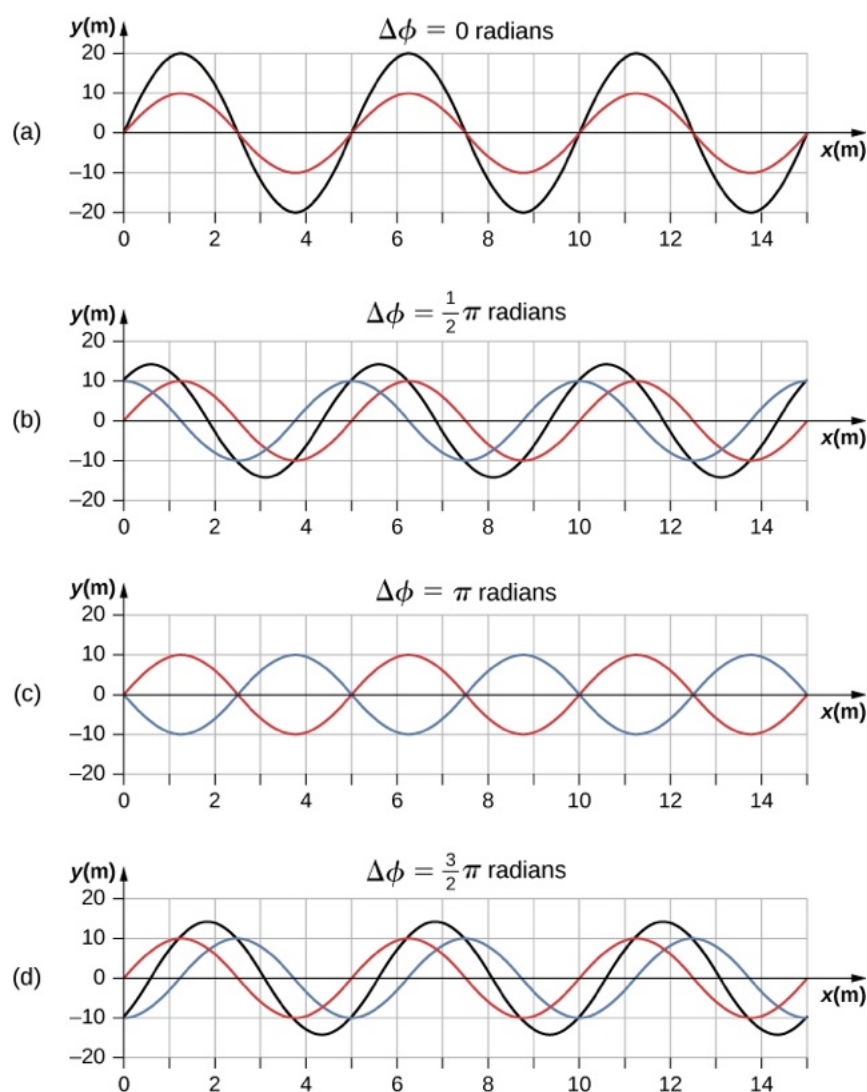 y(m)
Δϕ = 0 radians
20
10
(a)
0
x(m)
–10
–20
0 2 4 6 8 10 12 14
y(m)
Δϕ = 1/2 π radians
20
10
(b)
0
x(m)
–10
–20
0 2 4 6 8 10 12 14
y(m)
Δϕ = π radians
20
10
(c)
0
x(m)
–10
–20
0 2 4 6 8 10 12 14
y(m)
Δϕ = 3/2 π radians
20
10
(d)
0
x(m)
–10
–20
0 2 4 6 8 10 12 14